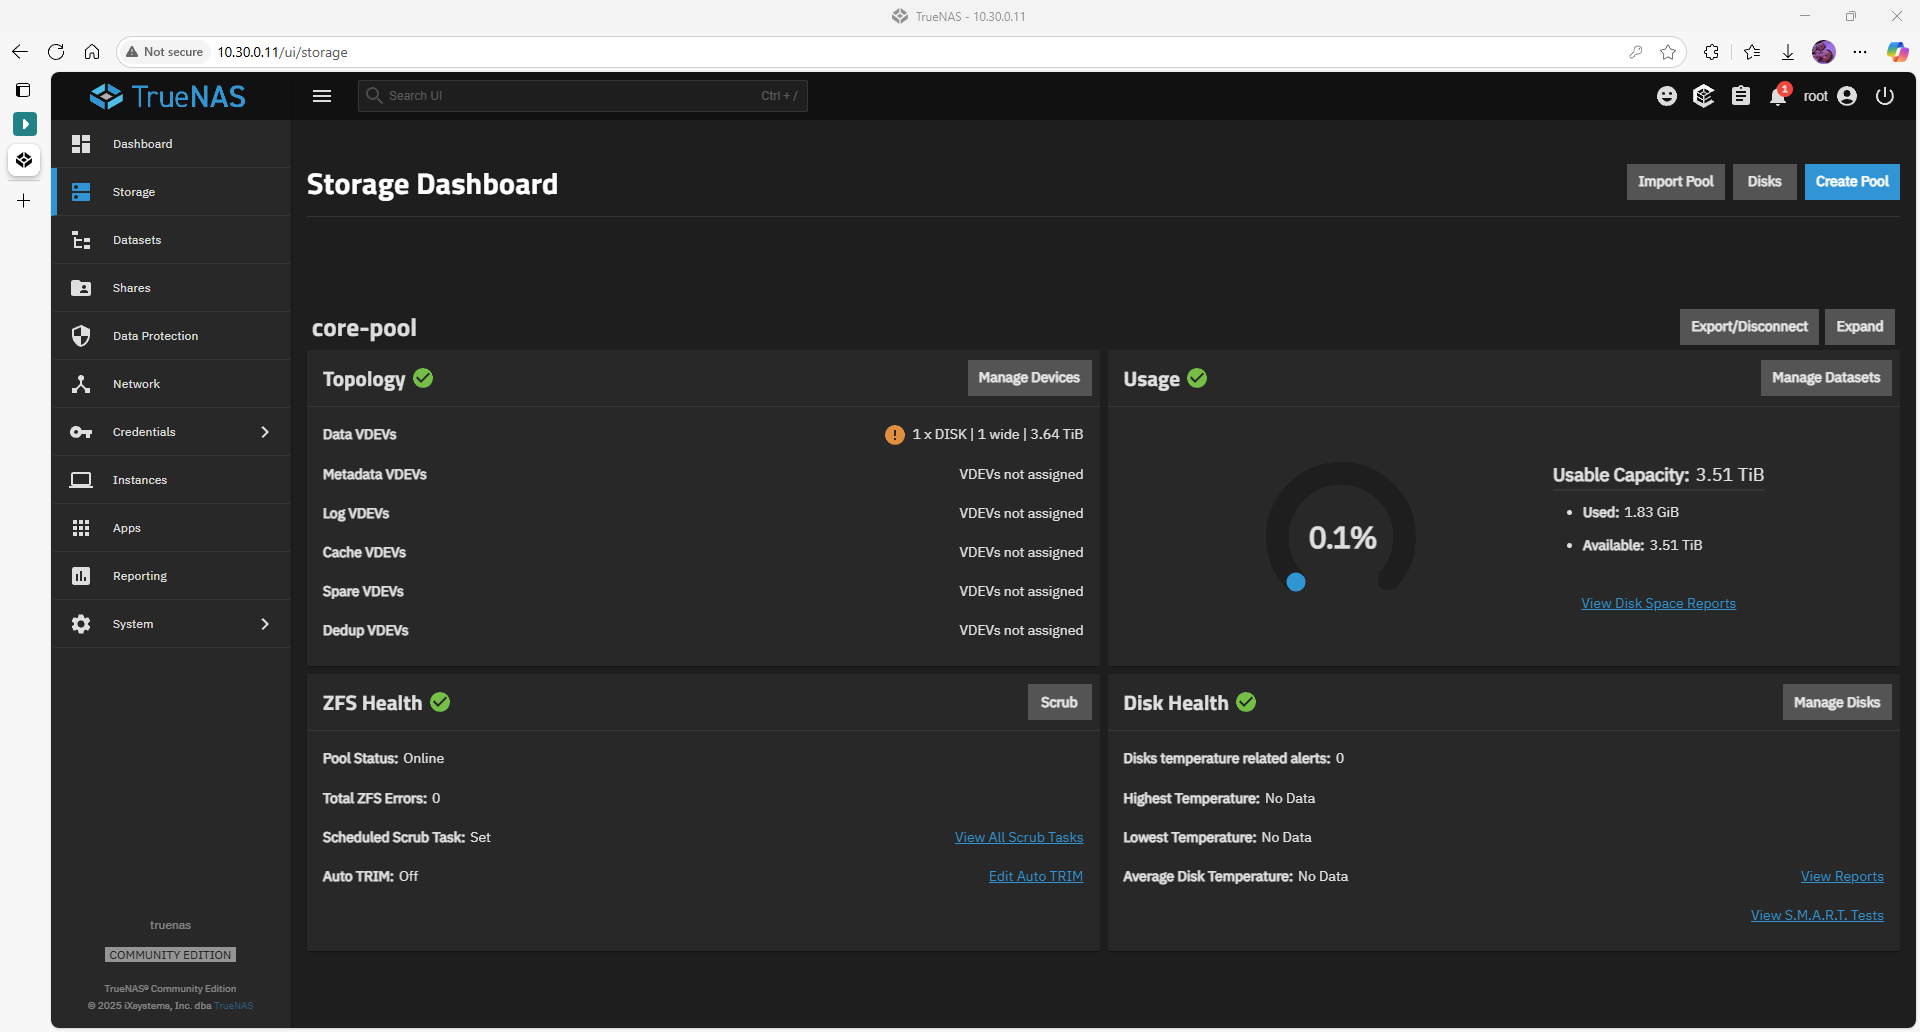 TrueNAS - 10.30.0.11
Not secure
10.30.0.11/ui/storage
TrueNAS
Search UI
Ctrl + /
1
root
Dashboard
Storage
Datasets
Shares
Data Protection
Network
Credentials
Instances
Apps
Reporting
System
truenas
COMMUNITY EDITION
TrueNAS® Community Edition
© 2025 iXsystems, Inc. dba TrueNAS
Storage Dashboard
Import Pool
Disks
Create Pool
core-pool
Export/Disconnect
Expand
Topology
Manage Devices
Data VDEVs
1 x DISK | 1 wide | 3.64 TiB
Metadata VDEVs
VDEVs not assigned
Log VDEVs
VDEVs not assigned
Cache VDEVs
VDEVs not assigned
Spare VDEVs
VDEVs not assigned
Dedup VDEVs
VDEVs not assigned
Usage
Manage Datasets
0.1%
Usable Capacity: 3.51 TiB
• Used: 1.83 GiB
• Available: 3.51 TiB
View Disk Space Reports
ZFS Health
Scrub
Pool Status: Online
Total ZFS Errors: 0
Scheduled Scrub Task: Set
View All Scrub Tasks
Auto TRIM: Off
Edit Auto TRIM
Disk Health
Manage Disks
Disks temperature related alerts: 0
Highest Temperature: No Data
Lowest Temperature: No Data
Average Disk Temperature: No Data
View Reports
View S.M.A.R.T. Tests